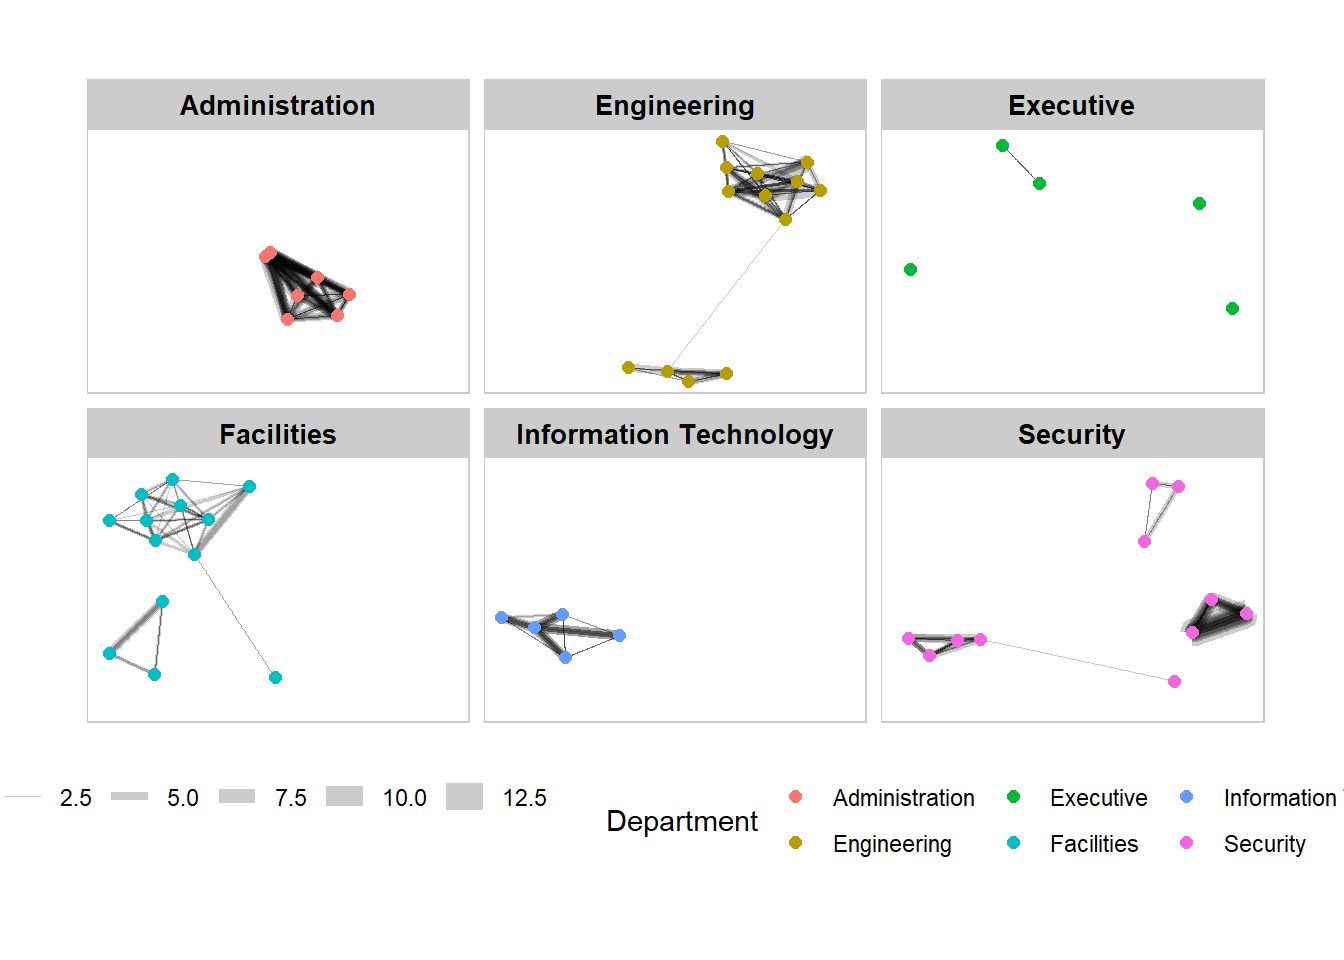 Administration
Engineering
Executive
Facilities
Information Technology
Security
2.5 5.0 7.5 10.0 12.5
Department
Administration Executive Information
Engineering Facilities Security